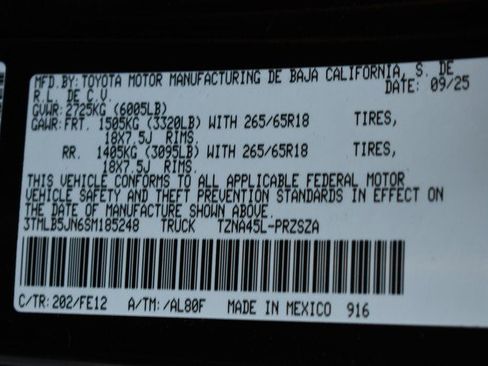 MFD.BY: TOYOTA MOTOR MANUFACTURING DE BAJA CALIFORNIA, S. DE
R.L. DE C.V. DATE: 09/25
GVWR: 2725KG (6005LB)
GAWR: FRT. 1505KG (3320LB) WITH 265/65R18 TIRES,
18X7.5J RIMS.
RR. 1405KG (3095LB) WITH 265/65R18 TIRES,
18X7.5J RIMS.
THIS VEHICLE CONFORMS TO ALL APPLICABLE FEDERAL MOTOR
VEHICLE SAFETY AND THEFT PREVENTION STANDARDS IN EFFECT ON
THE DATE OF MANUFACTURE SHOWN ABOVE.
3TMLB5JN6SM185248 TRUCK TZNA45L-PRZSZA
C/TR: 202/FE12 A/TM: /AL80F MADE IN MEXICO 916